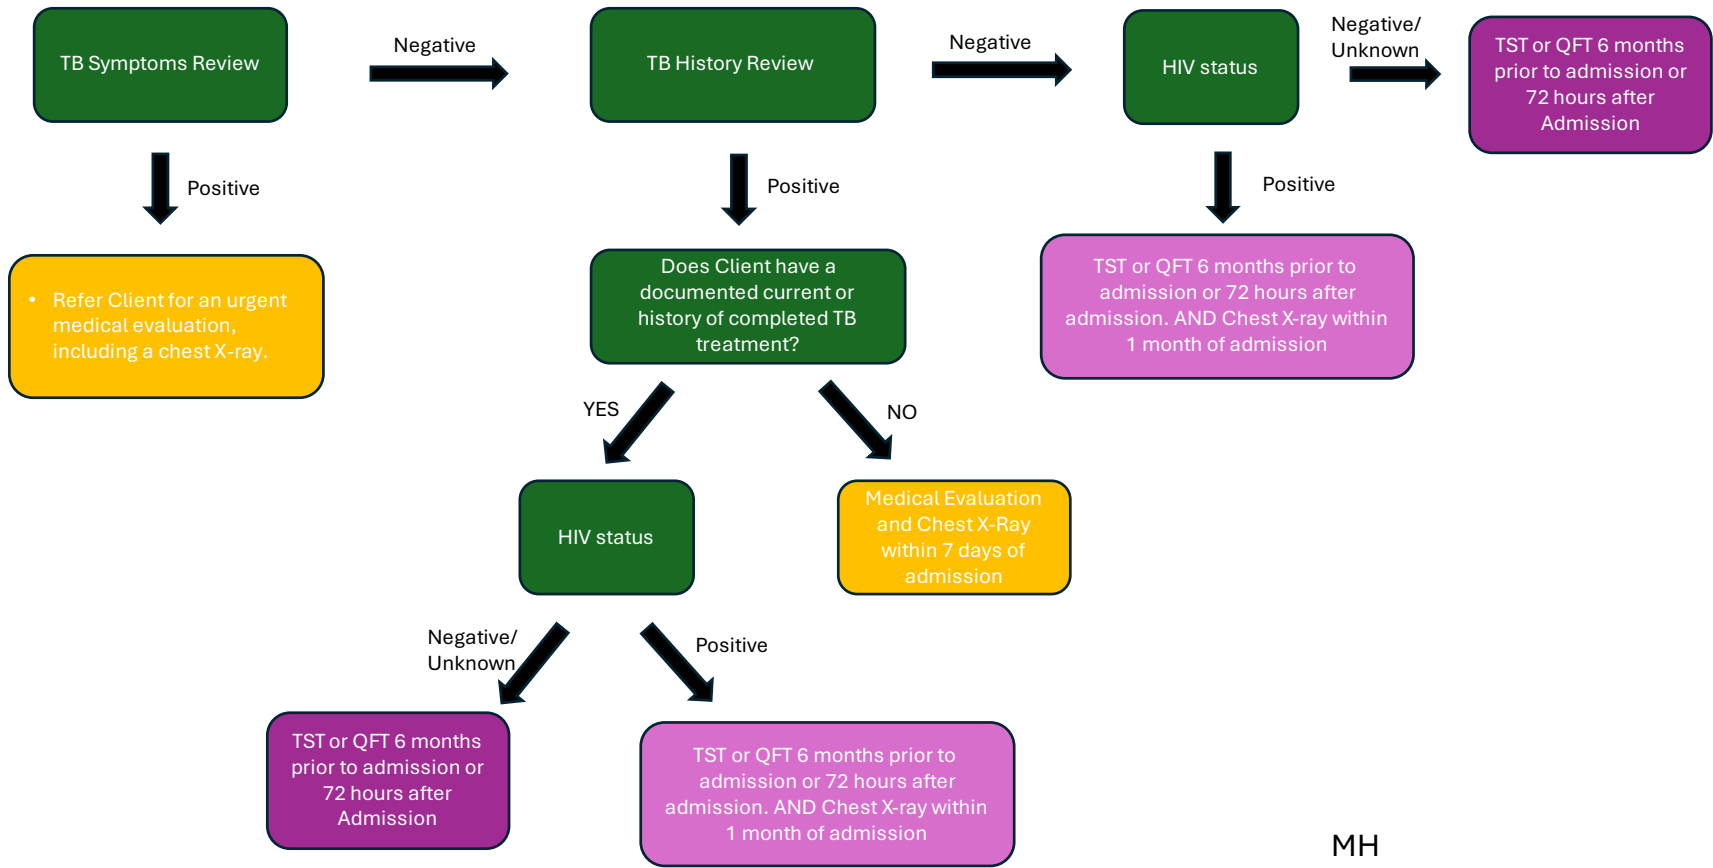 TB Symptoms Review
Negative
TB History Review
Negative
HIV status
Negative/
Unknown
TST or QFT 6 months
prior to admission or
72 hours after
Admission
Positive
Positive
Positive
• Refer Client for an urgent
medical evaluation,
including a chest X-ray.
Does Client have a
documented current or
history of completed TB
treatment?
TST or QFT 6 months prior to
admission or 72 hours after
admission. AND Chest X-ray within
1 month of admission
YES
NO
HIV status
Medical Evaluation
and Chest X-Ray
within 7 days of
admission
Negative/
Unknown
Positive
TST or QFT 6 months
prior to admission or
72 hours after
Admission
TST or QFT 6 months prior to
admission or 72 hours after
admission. AND Chest X-ray within
1 month of admission
MH